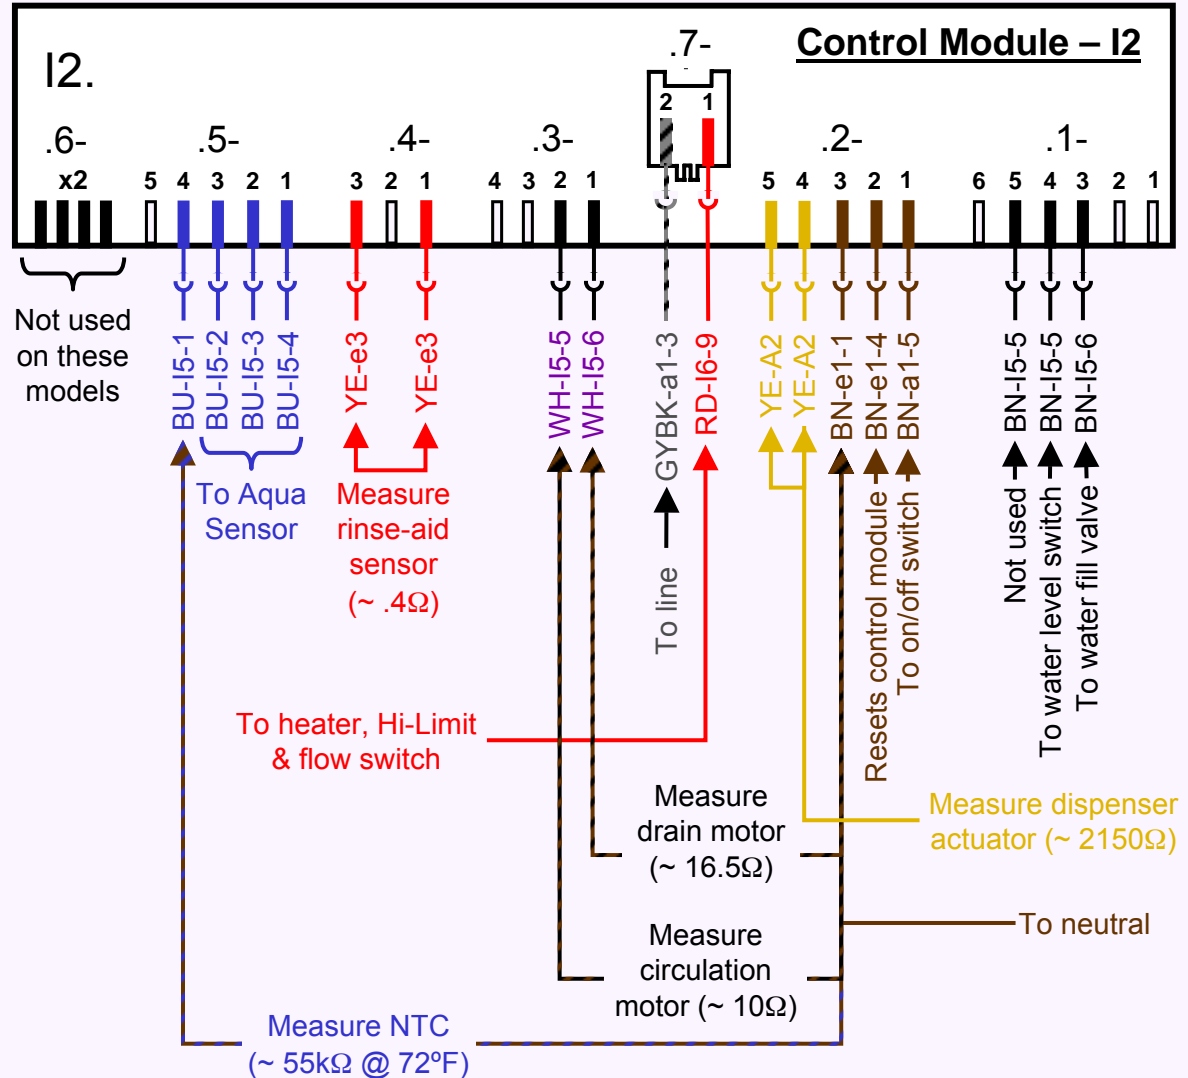 Control Module – I2
I2.
.7-
2 1
.6-
.5-
.4-
.3-
.2-
.1-
x2
5 4 3 2 1
3 2 1
4 3 2 1
5 4 3 2 1
6 5 4 3 2 1
Not used
on these
models
BU-I5-1
BU-I5-2
BU-I5-3
BU-I5-4
YE-e3
YE-e3
WH-I5-5
WH-I5-6
GYBK-a1-3
RD-I6-9
YE-A2
YE-A2
BN-e1-1
BN-e1-4
BN-a1-5
BN-I5-5
BN-I5-5
BN-I5-6
To Aqua
Sensor
Measure
rinse-aid
sensor
(~ .4Ω)
To line
Resets control module
To on/off switch
Not used
To water level switch
To water fill valve
To heater, Hi-Limit
& flow switch
Measure
drain motor
(~ 16.5Ω)
Measure dispenser
actuator (~ 2150Ω)
To neutral
Measure
circulation
motor (~ 10Ω)
Measure NTC
(~ 55kΩ @ 72ºF)